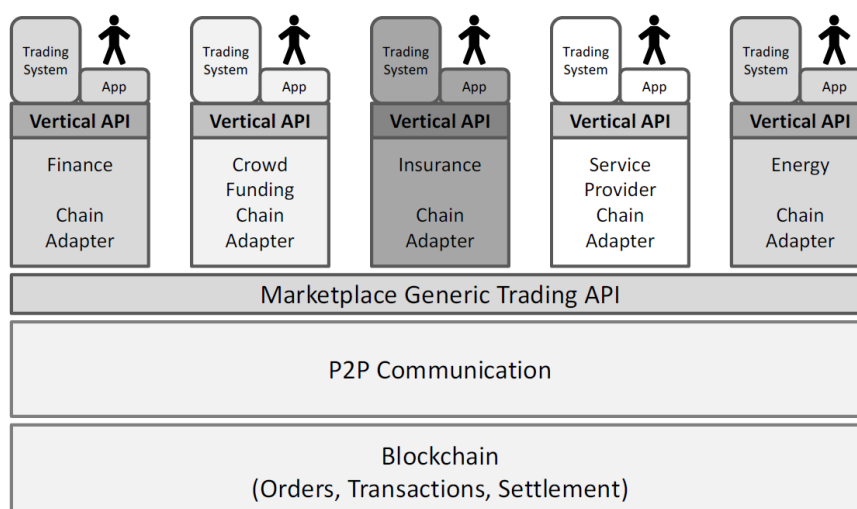 Trading
System
App
Trading
System
App
Trading
System
App
Trading
System
App
Trading
System
App
Vertical API
Vertical API
Vertical API
Vertical API
Vertical API
Finance
Chain
Adapter
Crowd
Funding
Chain
Adapter
Insurance
Chain
Adapter
Service
Provider
Chain
Adapter
Energy
Chain
Adapter
Marketplace Generic Trading API
P2P Communication
Blockchain
(Orders, Transactions, Settlement)